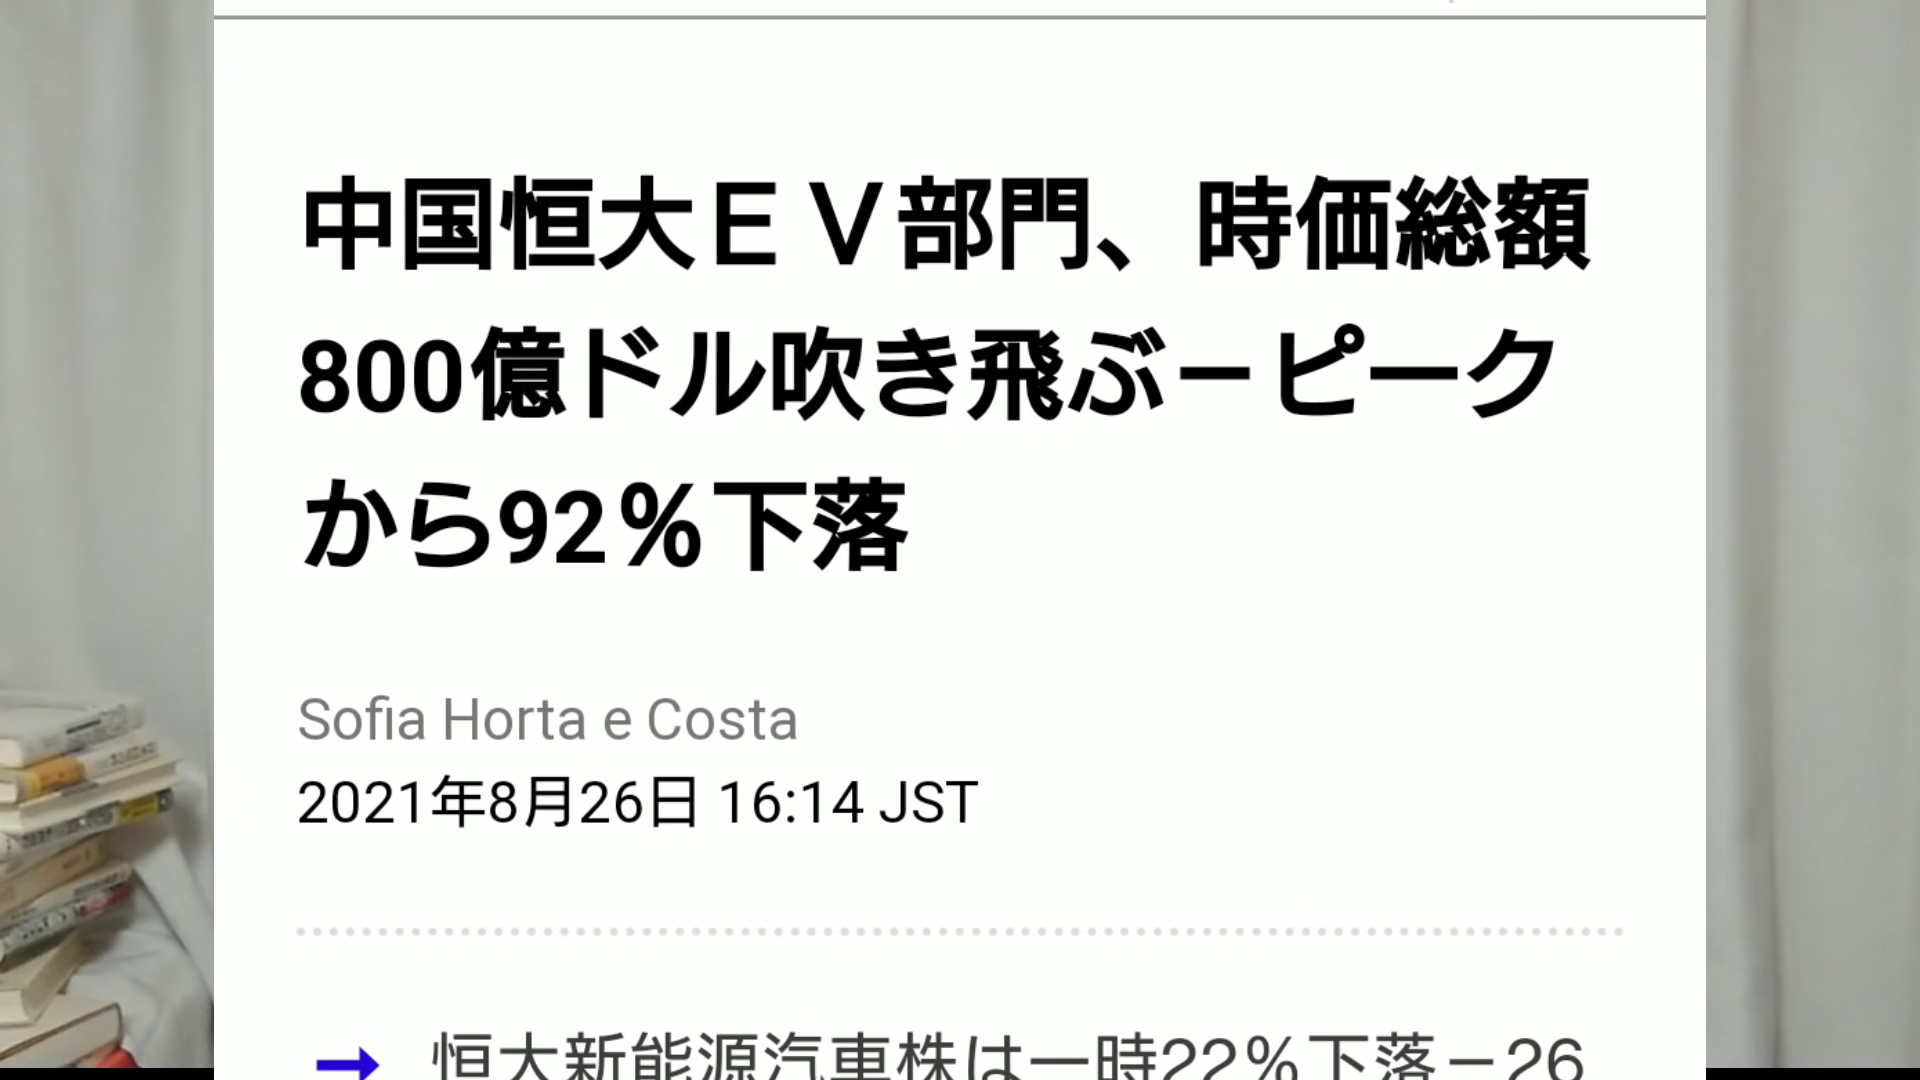 中国恒大ＥＶ部門、時価総額
800億ドル吹き飛ぶ－ピーク
から92％下落
Sofia Horta e Costa
2021年8月26日 16:14 JST
恒大新能源汽車株は一時22％下落－26